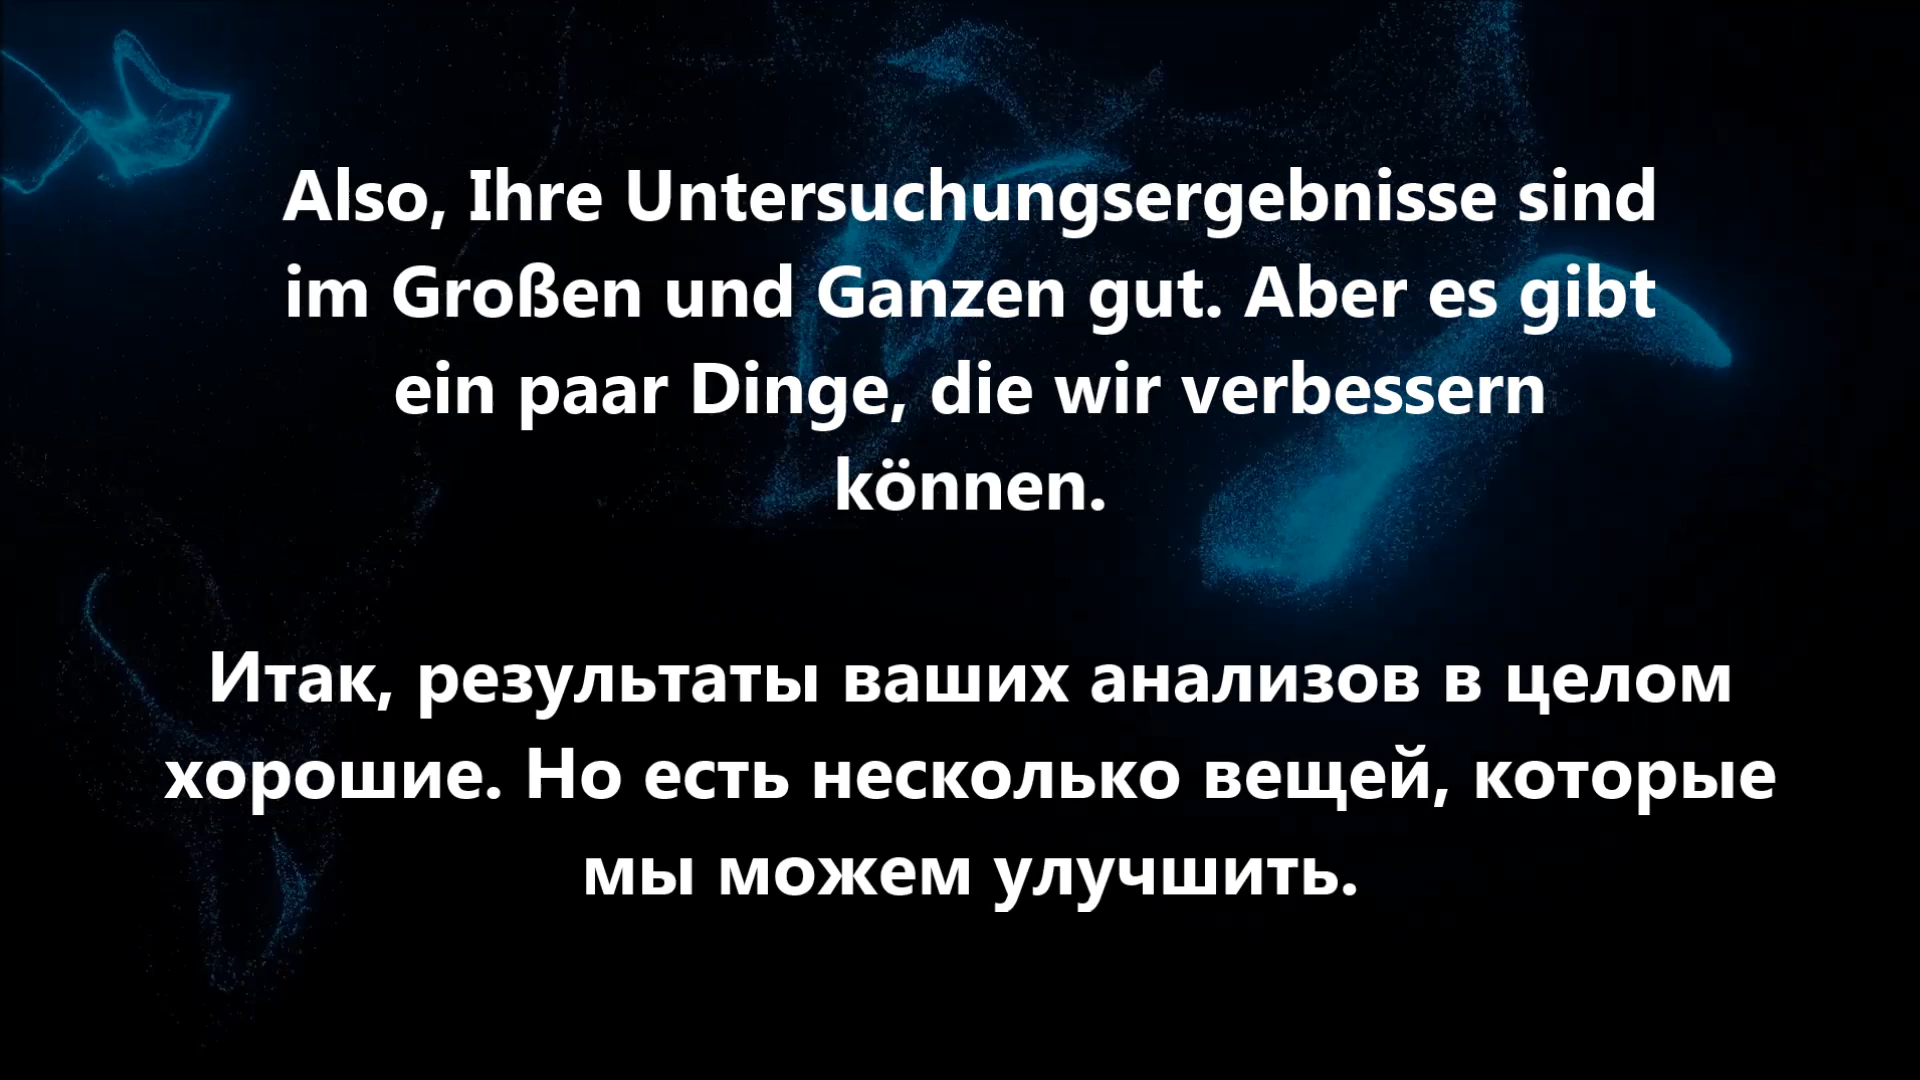 Also, Ihre Untersuchungsergebnisse sind
im Großen und Ganzen gut. Aber es gibt
ein paar Dinge, die wir verbessern
können.
Итак, результаты ваших анализов в целом
хорошие. Но есть несколько вещей, которые
мы можем улучшить.